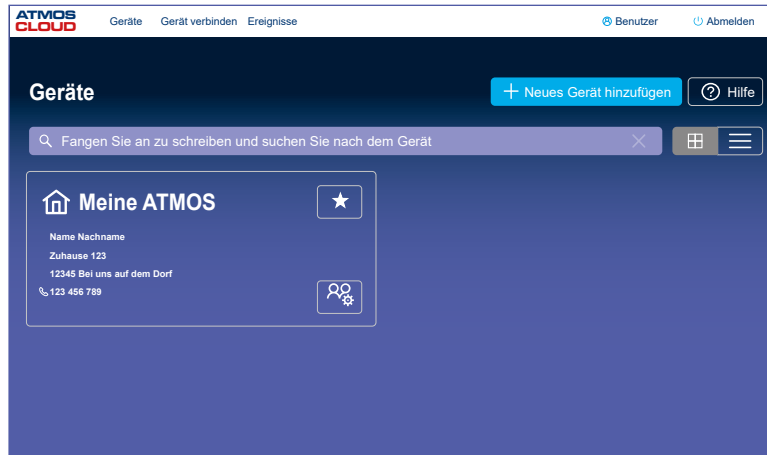 ATMOS
CLOUD
Geräte Gerät verbinden Ereignisse Benutzer Abmelden
Geräte
Neues Gerät hinzufügen
Hilfe
Fangen Sie an zu schreiben und suchen Sie nach dem Gerät
Meine ATMOS
Name Nachname
Zuhause 123
12345 Bei uns auf dem Dorf
123 456 789